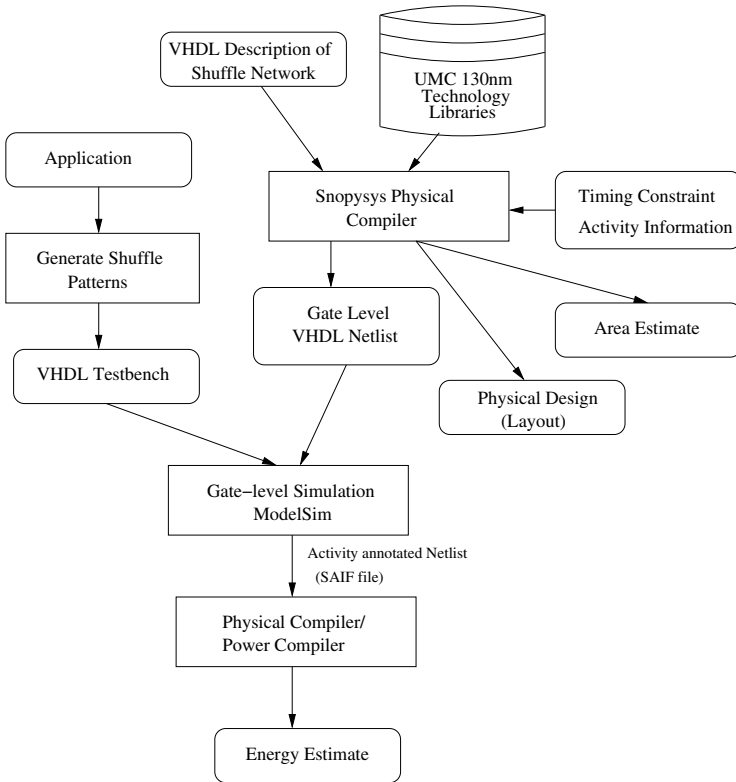 VHDL Description of
Shuffle Network
UMC 130nm
Technology
Libraries
Application
Snopysys Physical
Compiler
Timing Constraint
Activity Information
Generate Shuffle
Patterns
Gate Level
VHDL Netlist
Area Estimate
VHDL Testbench
Physical Design
(Layout)
Gate−level Simulation
ModelSim
Activity annotated Netlist
(SAIF file)
Physical Compiler/
Power Compiler
Energy Estimate